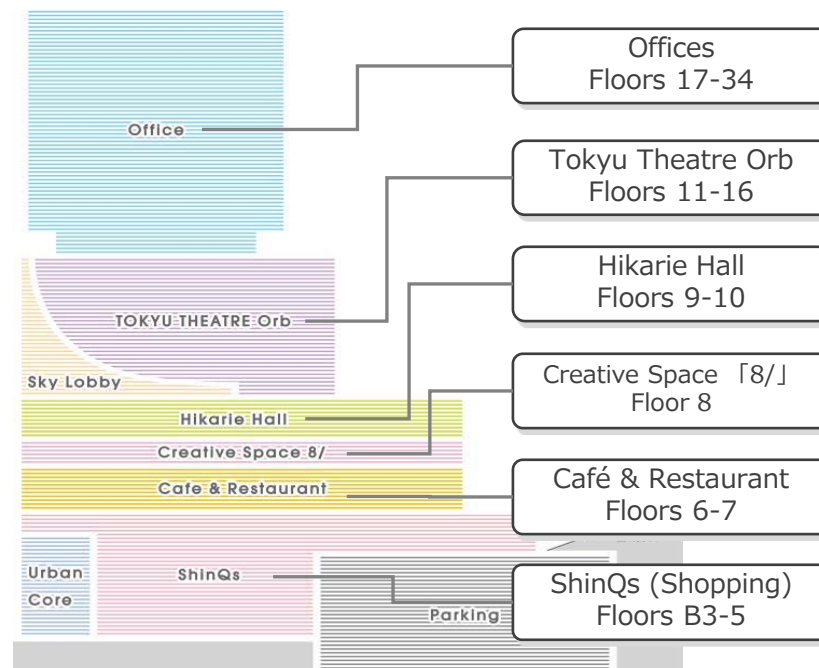 Offices
Floors 17-34
Office
Tokyu Theatre Orb
Floors 11-16
Hikarie Hall
Floors 9-10
TOKYU THEATRE Orb
Sky Lobby
Creative Space 「8/」
Floor 8
Hikarie Hall
Creative Space 8/
Cafe & Restaurant
Café & Restaurant
Floors 6-7
Urban
Core
ShinQs
Parking
ShinQs (Shopping)
Floors B3-5